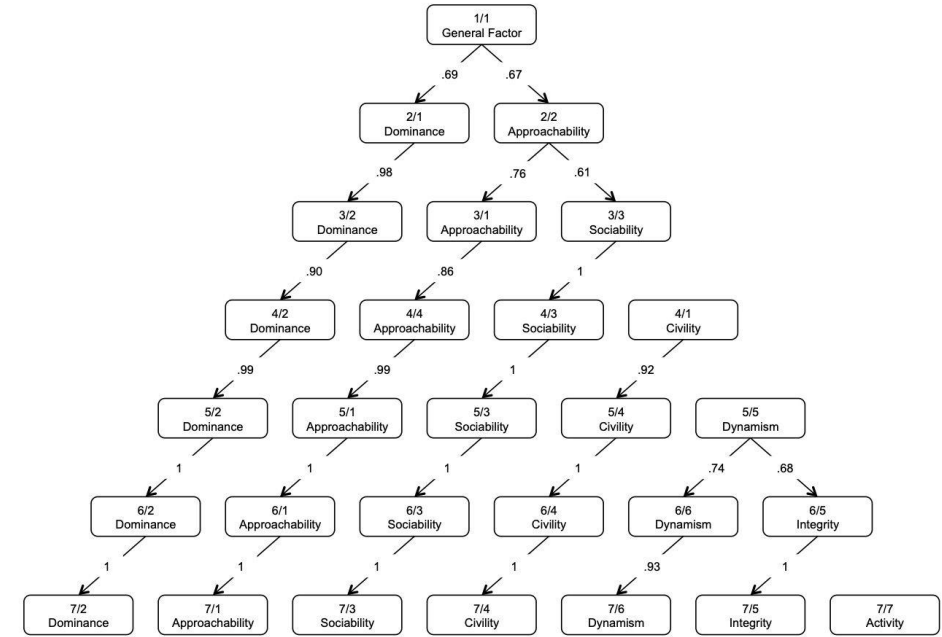 1/1
General Factor
.69
.67
2/1
Dominance
2/2
Approachability
.98
.76
.61
3/2
Dominance
3/1
Approachability
3/3
Sociability
.90
.86
1
4/2
Dominance
4/4
Approachability
4/3
Sociability
4/1
Civility
.99
.99
1
.92
5/2
Dominance
5/1
Approachability
5/3
Sociability
5/4
Civility
5/5
Dynamism
1
1
1
1
.74
.68
6/2
Dominance
6/1
Approachability
6/3
Sociability
6/4
Civility
6/6
Dynamism
6/5
Integrity
1
1
1
1
.93
1
7/2
Dominance
7/1
Approachability
7/3
Sociability
7/4
Civility
7/6
Dynamism
7/5
Integrity
7/7
Activity